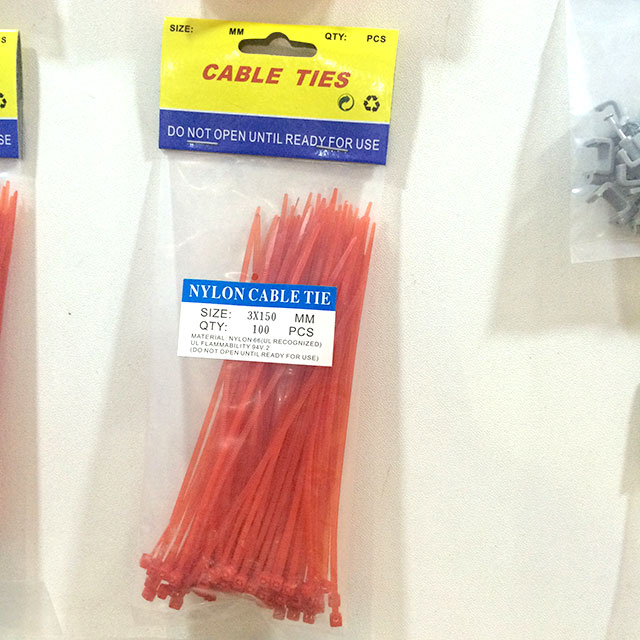 SIZE: MM QTY: PCS
CABLE TIES
DO NOT OPEN UNTIL READY FOR USE
NYLON CABLE TIE
SIZE: 3X150 MM
QTY: 100 PCS
MATERIAL: NYLON 66(UL RECOGNIZED)
UL FLAMMABILITY 94V.2
(DO NOT OPEN UNTIL READY FOR USE)